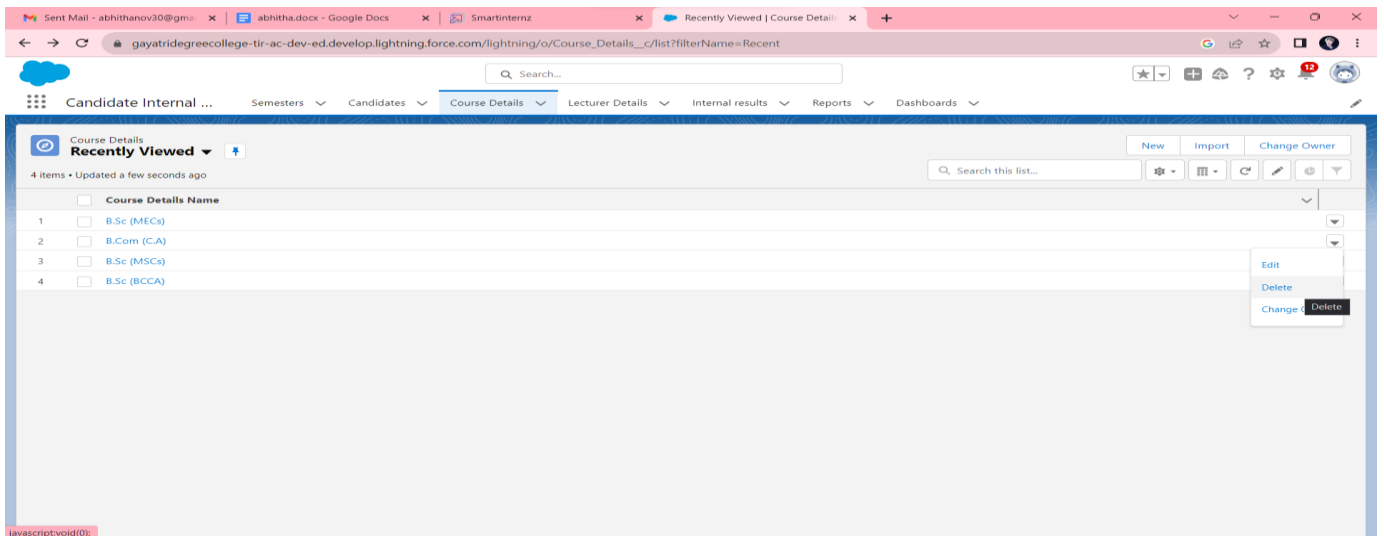 Sent Mail - abhithanov30@gma
abhitha.docx - Google Docs
Smartinternz
Recently Viewed | Course Detail
gayatridegreecollege-tir-ac-dev-ed.develop.lightning.force.com/lightning/o/Course_Details__c/list?filterName=Recent
Search...
12
Candidate Internal ...
Semesters
Candidates
Course Details
Lecturer Details
Internal results
Reports
Dashboards
Course Details
Recently Viewed
New
Import
Change Owner
4 items • Updated a few seconds ago
Search this list...
Course Details Name
1 B.Sc (MECs)
2 B.Com (C.A)
3 B.Sc (MSCs)
4 B.Sc (BCCA)
Edit
Delete
Change
Delete
javascript:void(0);